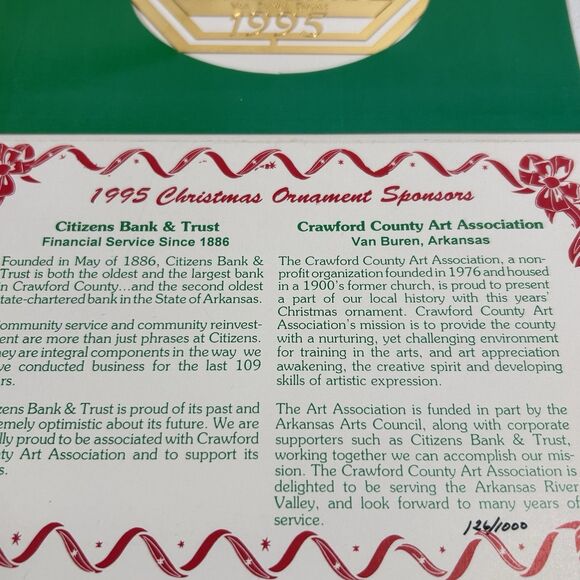 1995
1995 Christmas Ornament Sponsors
Citizens Bank & Trust
Financial Service Since 1886
Founded in May of 1886, Citizens Bank &
Trust is both the oldest and the largest bank
in Crawford County...and the second oldest
tate-chartered bank in the State of Arkansas.
ommunity service and community reinvest-
ent are more than just phrases at Citizens.
ey are integral components in the way we
ve conducted business for the last 109
rs.
zens Bank & Trust is proud of its past and
emely optimistic about its future. We are
lly proud to be associated with Crawford
ty Art Association and to support its
s.
Crawford County Art Association
Van Buren, Arkansas
The Crawford County Art Association, a non-
profit organization founded in 1976 and housed
in a 1900's former church, is proud to present
a part of our local history with this years'
Christmas ornament. Crawford County Art
Association's mission is to provide the county
with a nurturing, yet challenging environment
for training in the arts, and art appreciation
awakening, the creative spirit and developing
skills of artistic expression.
The Art Association is funded in part by the
Arkansas Arts Council, along with corporate
supporters such as Citizens Bank & Trust,
working together we can accomplish our mis-
sion. The Crawford County Art Association is
delighted to be serving the Arkansas River
Valley, and look forward to many years of
service.
126/1000